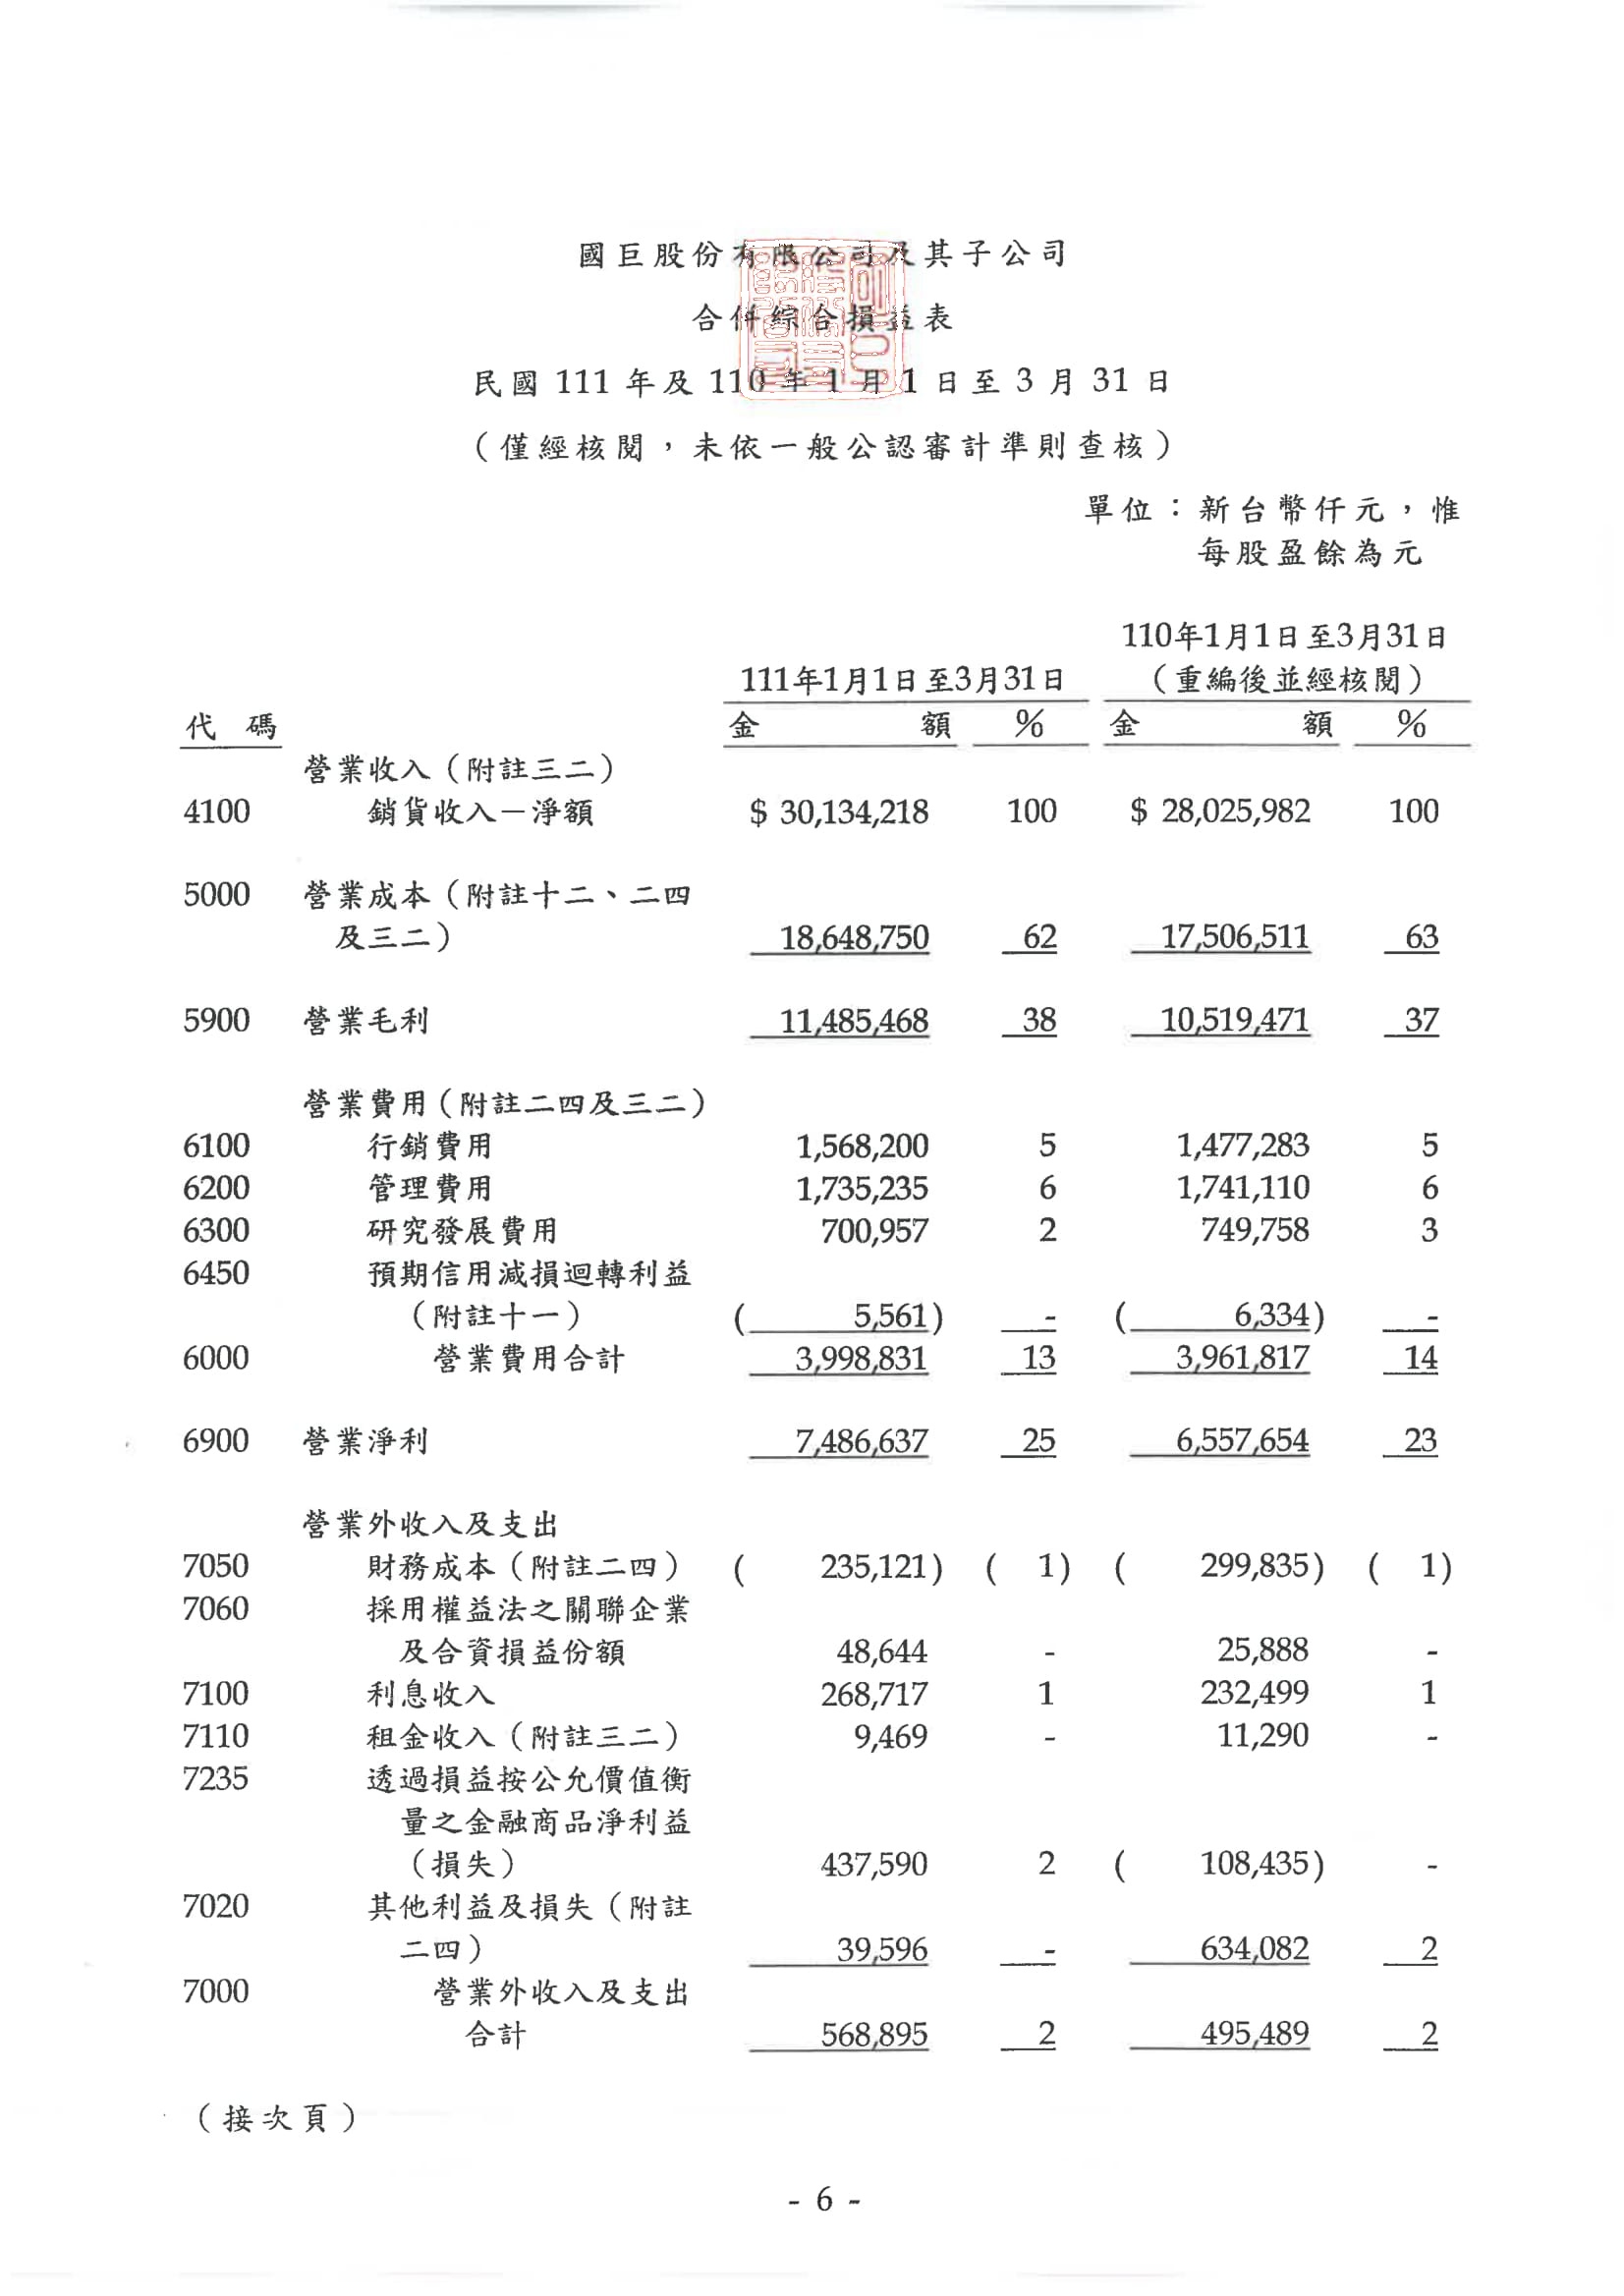 國巨股份有限公司及其子公司
合併綜合損益表
民國 111 年及 110 年 1 月 1 日至 3 月 31 日
（僅經核閱，未依一般公認審計準則查核）
單位：新台幣仟元，惟
每股盈餘為元
110年1月1日至3月31日
111年1月1日至3月31日 （重編後並經核閱）
代 碼 金 額 % 金 額 %
營業收入（附註三二）
4100 銷貨收入－淨額 $ 30,134,218 100 $ 28,025,982 100
5000 營業成本（附註十二、二四
及三二） 18,648,750 62 17,506,511 63
5900 營業毛利 11,485,468 38 10,519,471 37
營業費用（附註二四及三二）
6100 行銷費用 1,568,200 5 1,477,283 5
6200 管理費用 1,735,235 6 1,741,110 6
6300 研究發展費用 700,957 2 749,758 3
6450 預期信用減損迴轉利益
（附註十一） ( 5,561) - ( 6,334) -
6000 營業費用合計 3,998,831 13 3,961,817 14
6900 營業淨利 7,486,637 25 6,557,654 23
營業外收入及支出
7050 財務成本（附註二四） ( 235,121) ( 1) ( 299,835) ( 1)
7060 採用權益法之關聯企業
及合資損益份額 48,644 - 25,888 -
7100 利息收入 268,717 1 232,499 1
7110 租金收入（附註三二） 9,469 - 11,290 -
7235 透過損益按公允價值衡
量之金融商品淨利益
（損失） 437,590 2 ( 108,435) -
7020 其他利益及損失（附註
二四） 39,596 - 634,082 2
7000 營業外收入及支出
合計 568,895 2 495,489 2
（接次頁）
- 6 -